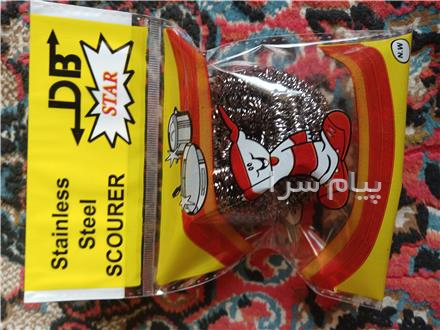 DB
STAR
Stainless
Steel
SCOURER
پیام سرا
N.W